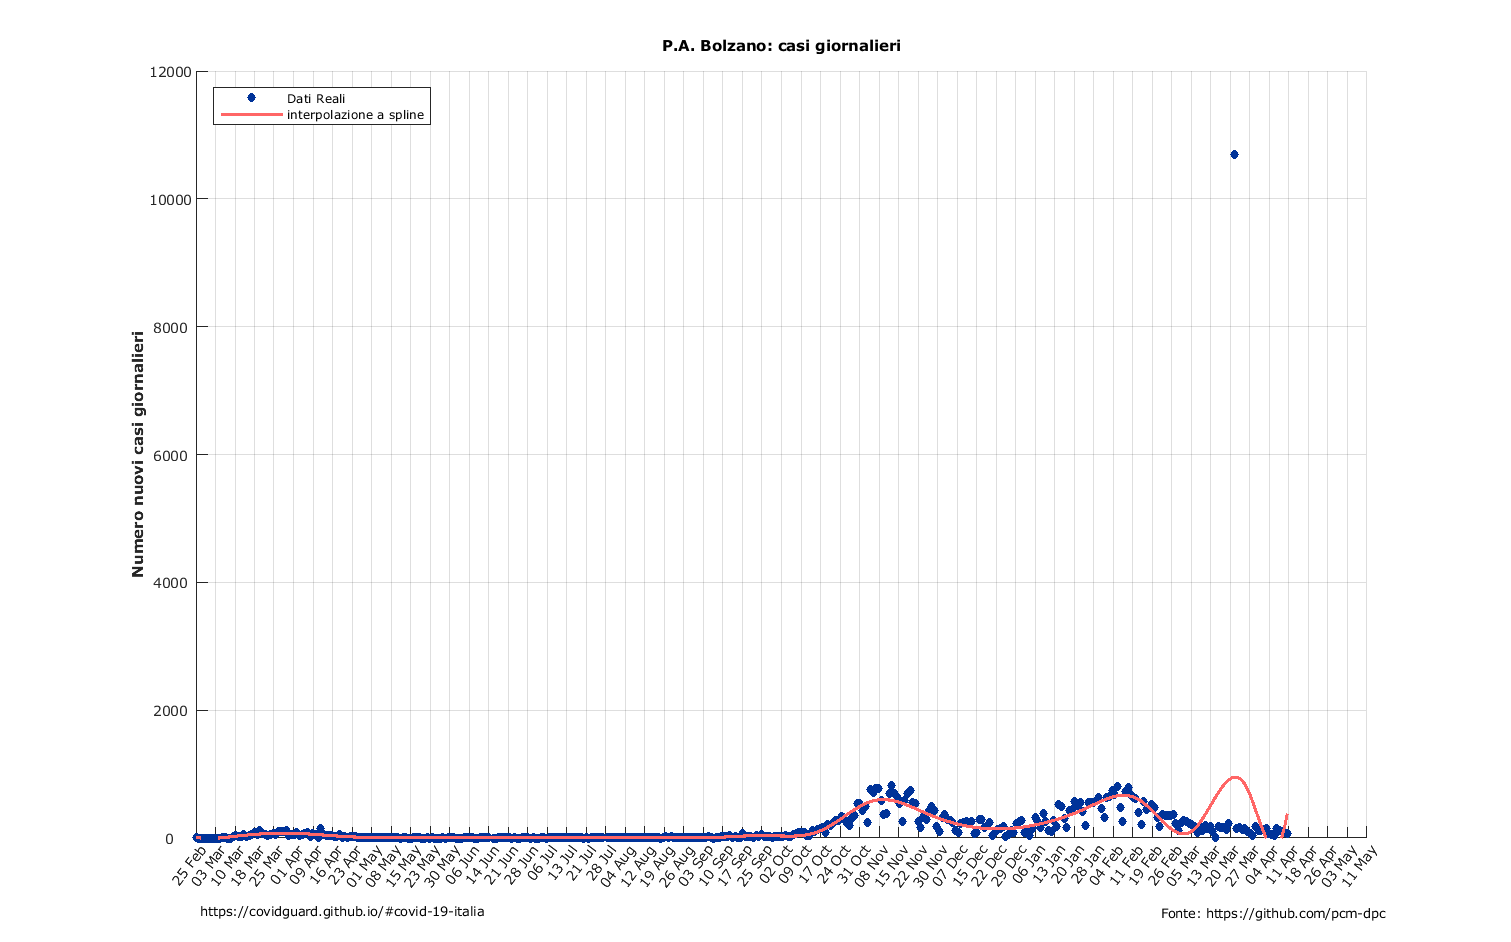 P.A. Bolzano: casi giornalieri
12000
10000
8000
6000
4000
2000
0
Numero nuovi casi giornalieri
Dati Reali
interpolazione a spline
25 Feb
03 Mar
10 Mar
18 Mar
25 Mar
01 Apr
09 Apr
16 Apr
23 Apr
01 May
08 May
15 May
23 May
30 May
06 Jun
14 Jun
21 Jun
28 Jun
06 Jul
13 Jul
21 Jul
28 Jul
04 Aug
12 Aug
19 Aug
26 Aug
03 Sep
10 Sep
17 Sep
25 Sep
02 Oct
09 Oct
17 Oct
24 Oct
31 Oct
08 Nov
15 Nov
22 Nov
30 Nov
07 Dec
15 Dec
22 Dec
29 Dec
06 Jan
13 Jan
20 Jan
28 Jan
04 Feb
11 Feb
19 Feb
26 Feb
05 Mar
13 Mar
20 Mar
27 Mar
04 Apr
11 Apr
18 Apr
26 Apr
03 May
11 May
https://covidguard.github.io/#covid-19-italia
Fonte: https://github.com/pcm-dpc